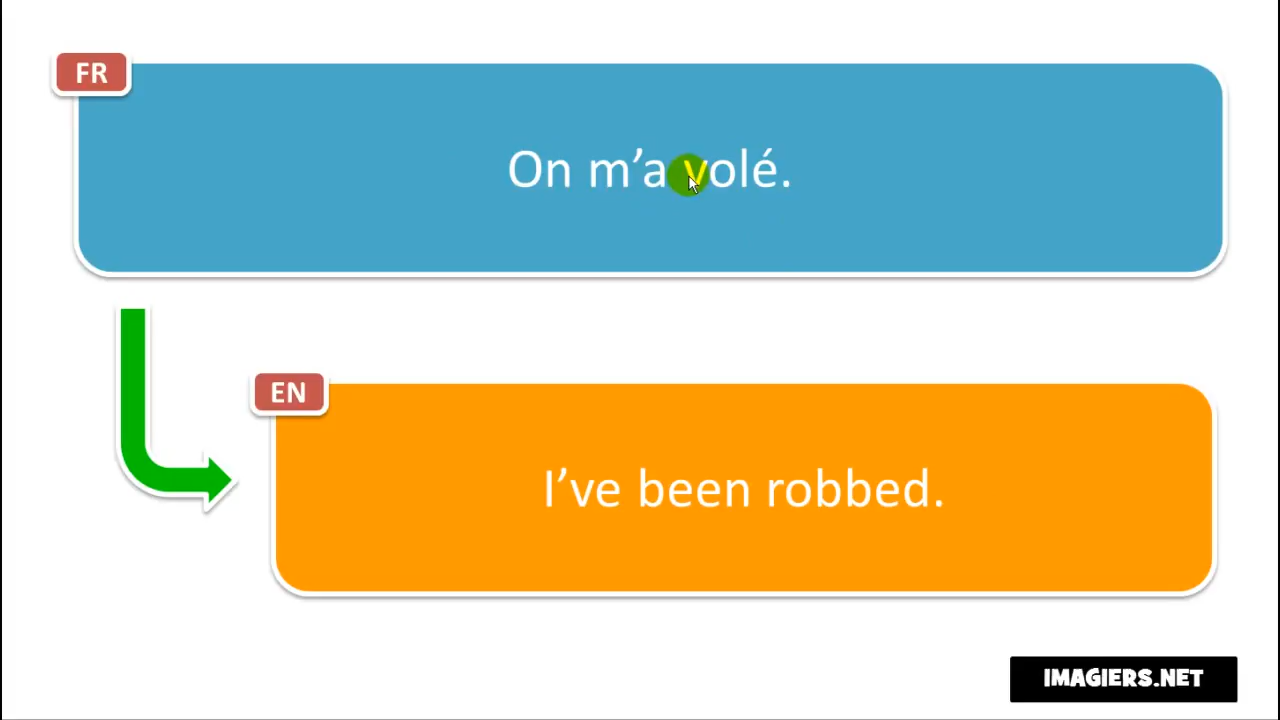 FR
On m’a volé.
EN
I’ve been robbed.
IMAGIERS.NET